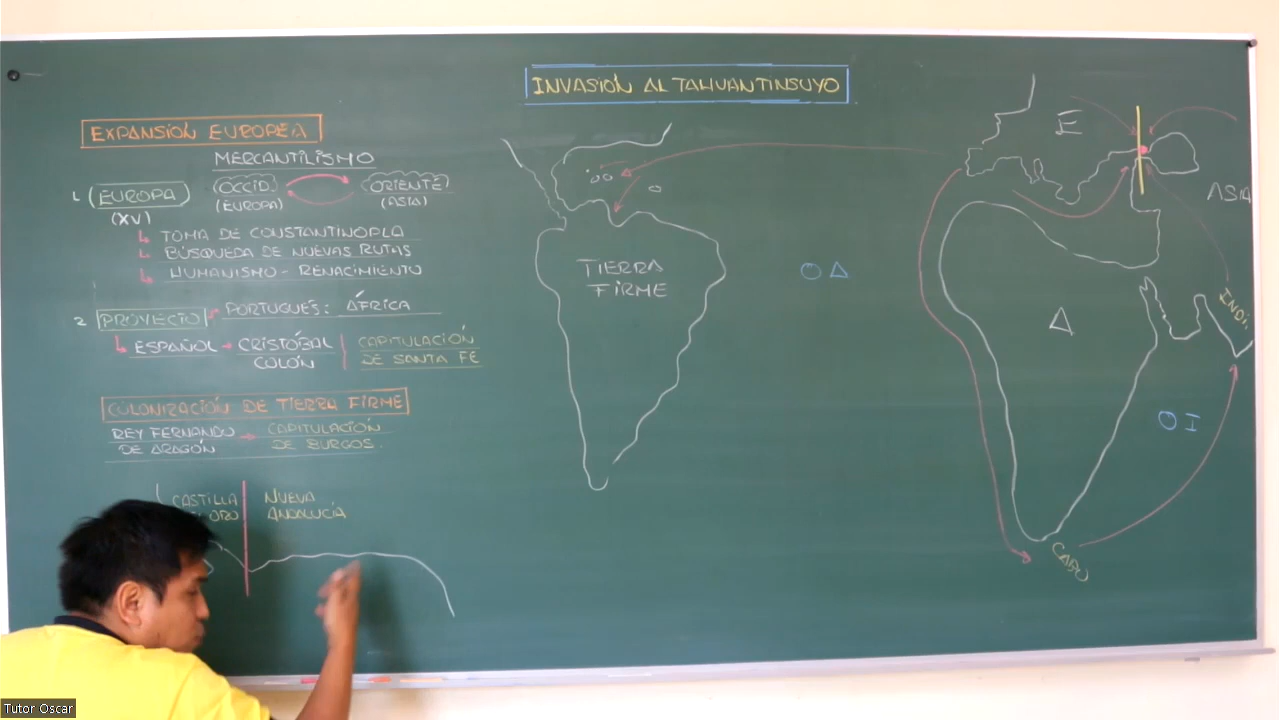 INVASIÓN AL TAHUANTINSUYO
EXPANSIÓN EUROPEA
MERCANTILISMO
1. (EUROPA) (OCCID.) (ORIENTE)
(XV) (EUROPA) (ASIA)
TOMA DE CONSTANTINOPLA
BÚSQUEDA DE NUEVAS RUTAS
HUMANISMO - RENACIMIENTO
2. PROYECTO PORTUGUÉS: ÁFRICA
ESPAÑOL → CRISTÓBAL COLÓN | CAPITULACIÓN DE SANTA FE
COLONIZACIÓN DE TIERRA FIRME
REY FERNANDO → CAPITULACIÓN
DE ARAGÓN DE BURGOS.
CASTILLA NUEVA
ORO ANDALUCÍA
TIERRA
FIRME
O A
E
ASIA
A
INDI
O I
CABO
Tutor Oscar